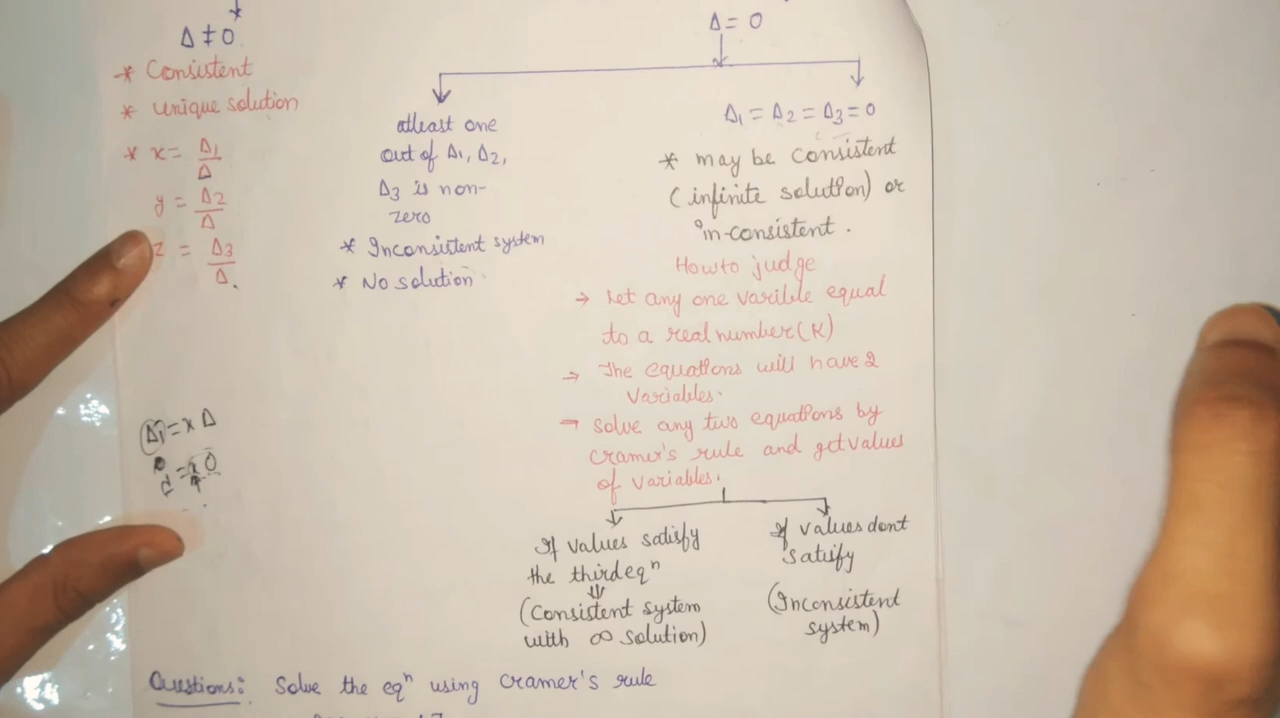 Δ ≠ 0
* Consistent
* unique solution
* x = Δ1/Δ
y = Δ2/Δ
z = Δ3/Δ.
Δ1 = x Δ
Δ = 0
atleast one
out of Δ1, Δ2,
Δ3 is non-
zero
* Inconsistent system
* No solution
Δ1 = Δ2 = Δ3 = 0
* may be consistent
(infinite solution) or
in-consistent.
How to judge
→ Let any one varible equal
to a real number (K)
→ The equations will have 2
Variables.
→ Solve any two equations by
cramer's rule and get values
of variables.
If values satisfy
the third eqⁿ
⇓
(Consistent system
with ∞ solution)
If values dont
satisfy
(Inconsistent
system)
Questions: Solve the eqⁿ using cramer's rule